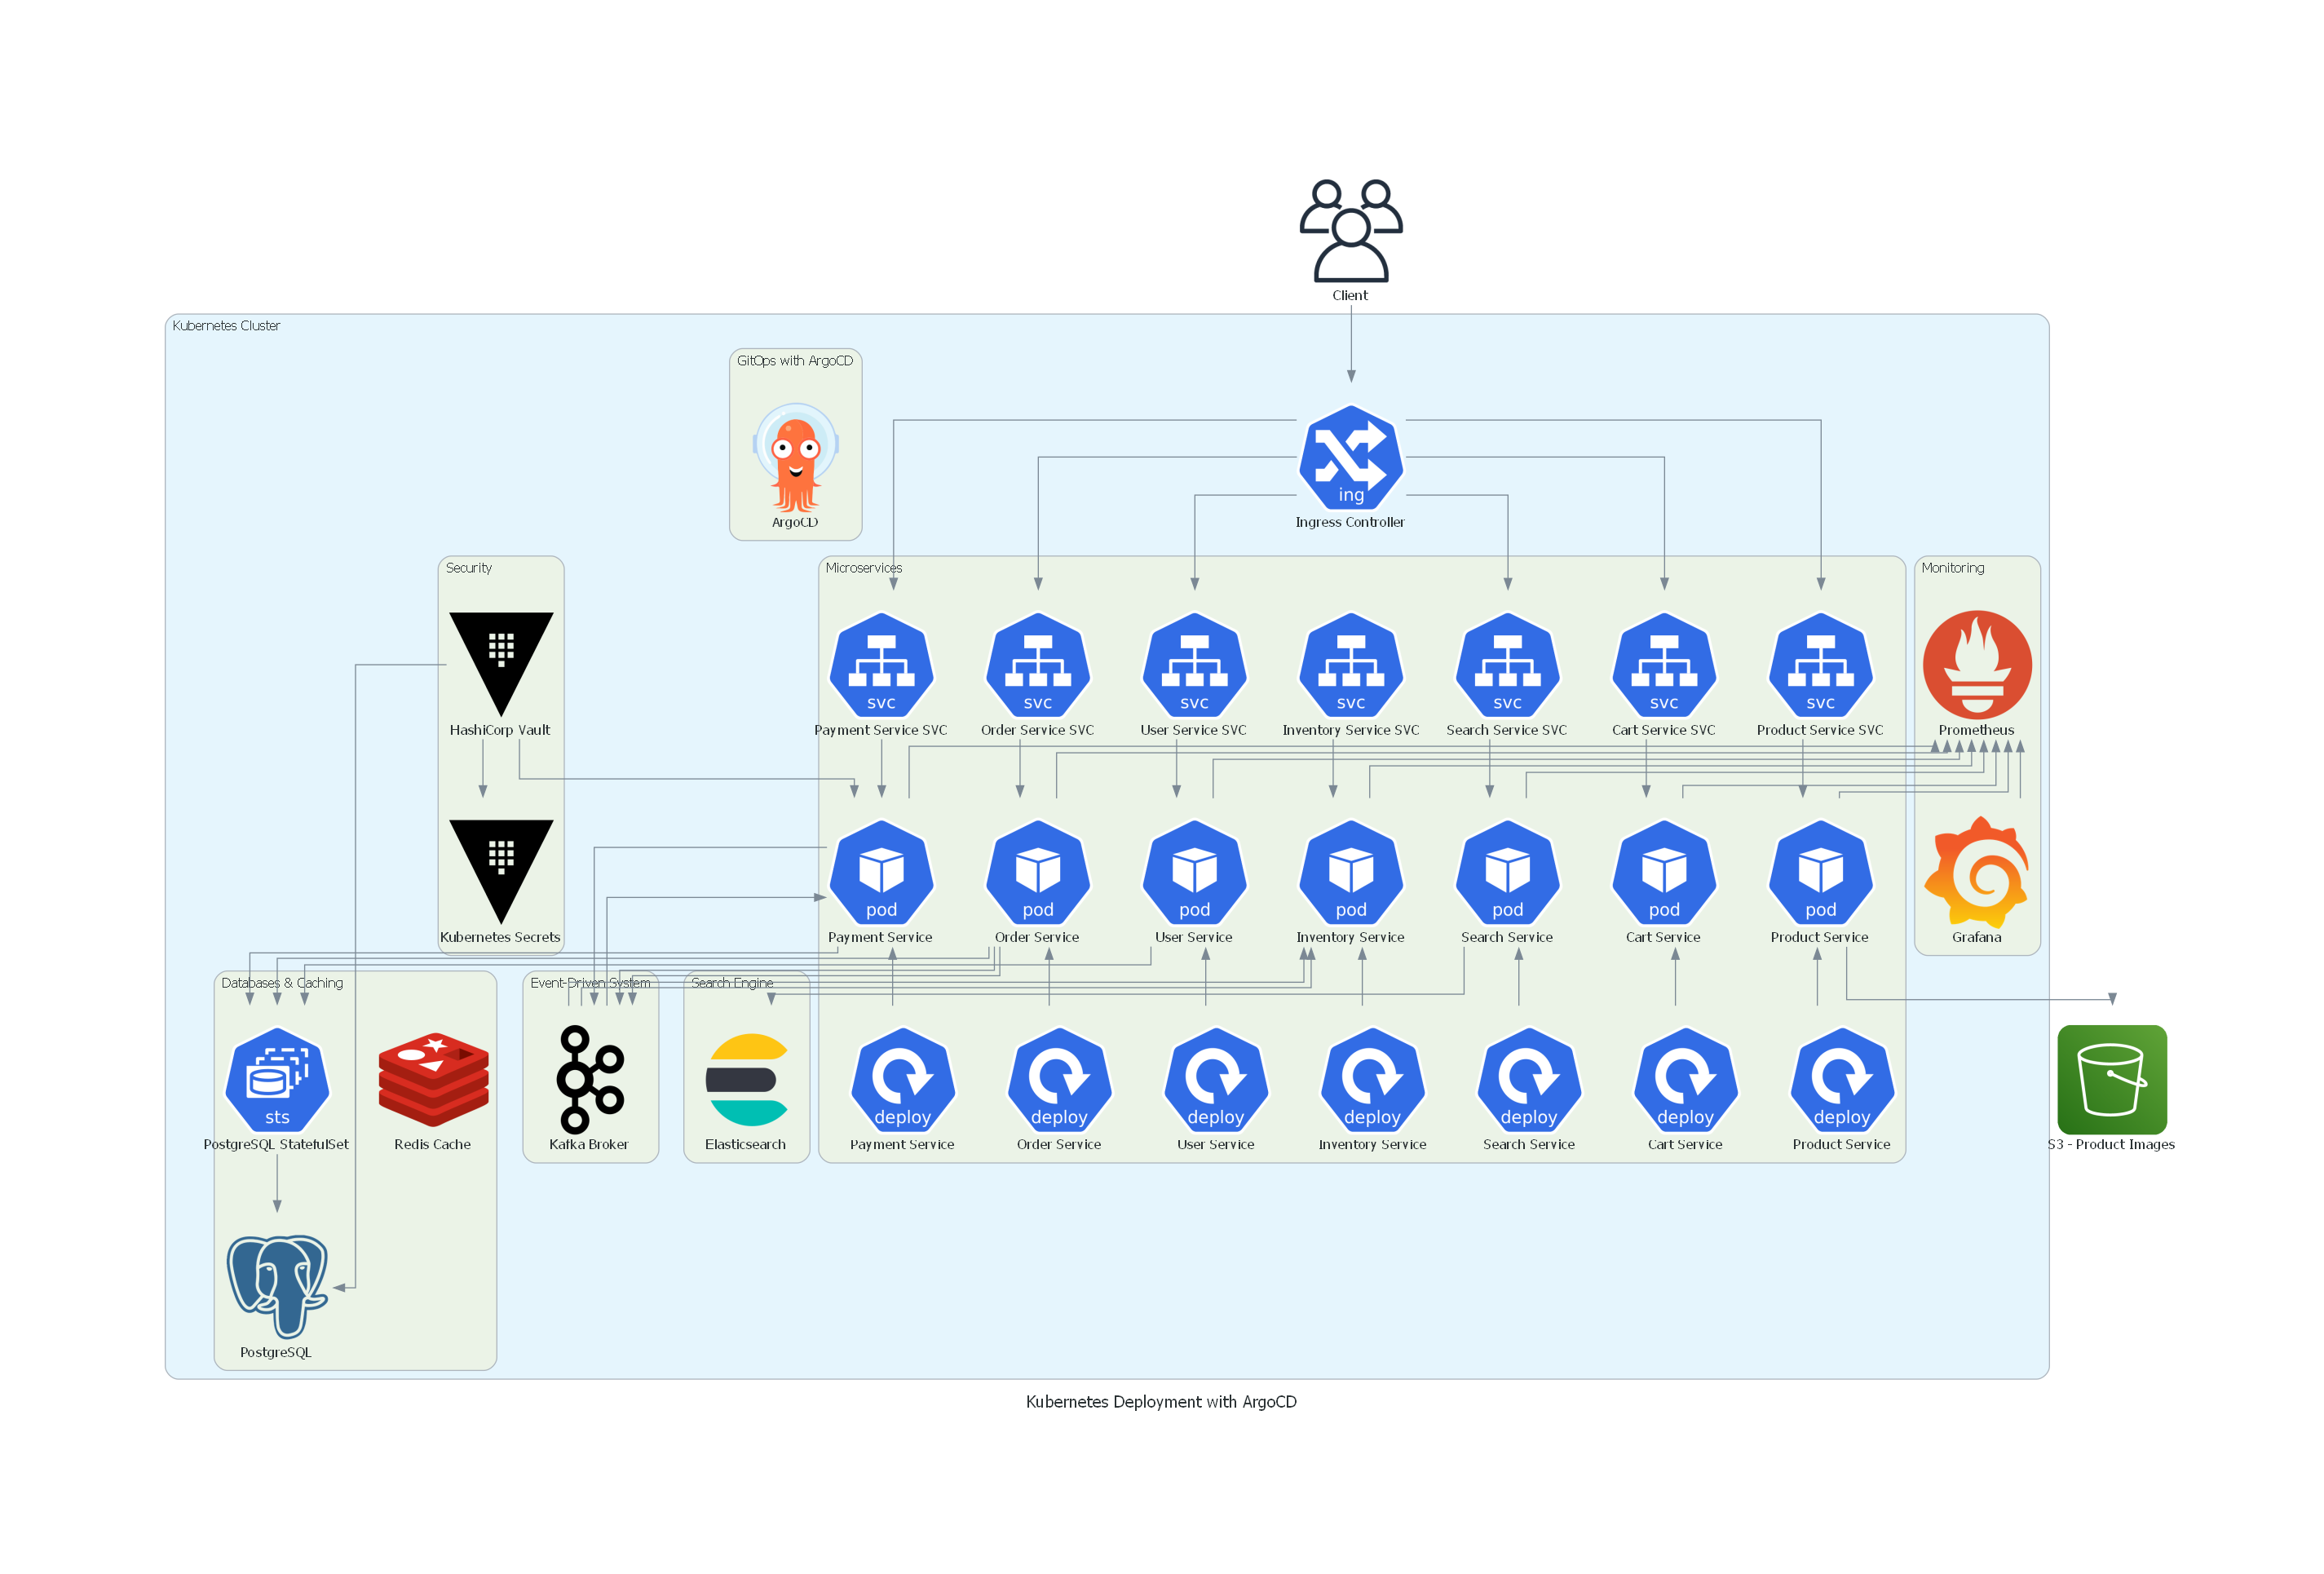 Client
Kubernetes Cluster
GitOps with ArgoCD
ArgoCD
ing
Ingress Controller
Security
Microservices
Monitoring
HashiCorp Vault
svc
Payment Service SVC
svc
Order Service SVC
svc
User Service SVC
svc
Inventory Service SVC
svc
Search Service SVC
svc
Cart Service SVC
svc
Product Service SVC
Prometheus
Kubernetes Secrets
pod
Payment Service
pod
Order Service
pod
User Service
pod
Inventory Service
pod
Search Service
pod
Cart Service
pod
Product Service
Grafana
Databases & Caching
Event-Driven System
Search Engine
sts
PostgreSQL StatefulSet
Redis Cache
Kafka Broker
Elasticsearch
deploy
Payment Service
deploy
Order Service
deploy
User Service
deploy
Inventory Service
deploy
Search Service
deploy
Cart Service
deploy
Product Service
S3 - Product Images
PostgreSQL
Kubernetes Deployment with ArgoCD